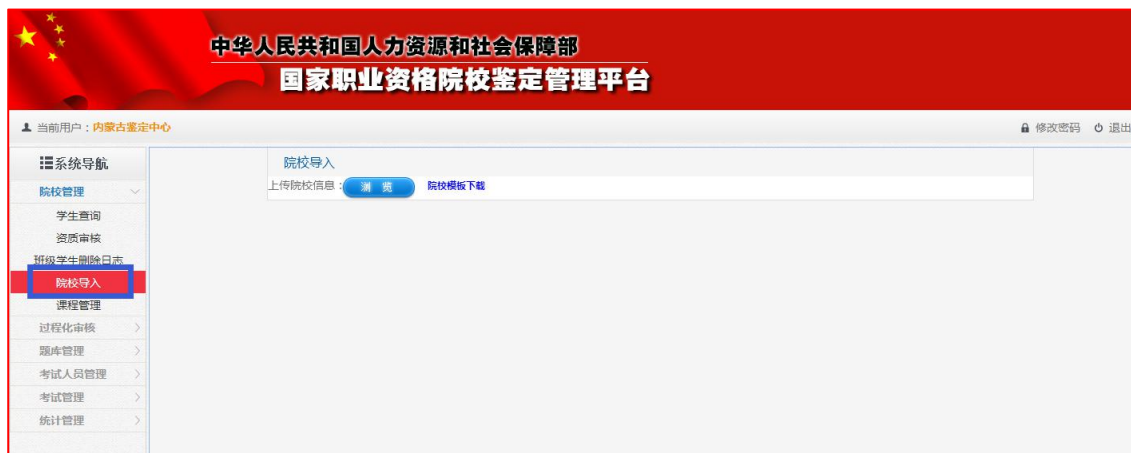 中华人民共和国人力资源和社会保障部
国家职业资格院校鉴定管理平台
当前用户：内蒙古鉴定中心
修改密码 退出
系统导航
院校管理
学生查询
资质审核
班级学生删除日志
院校导入
课程管理
过程化审核
题库管理
考试人员管理
考试管理
统计管理
院校导入
上传院校信息： 浏 览 院校模板下载